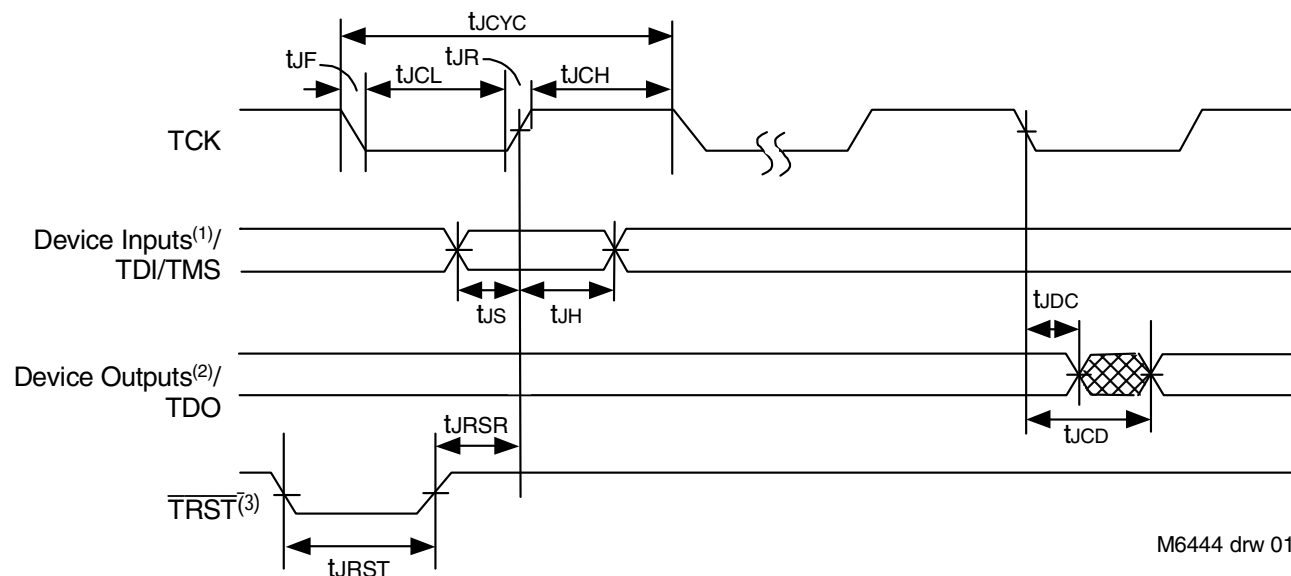 tJCYC
tJF
tJCL
tJR
tJCH
TCK
Device Inputs(1)/
TDI/TMS
tJS
tJH
tJDC
Device Outputs(2)/
TDO
tJRSR
tJCD
TRST(3)
tJRST
M6444 drw 01